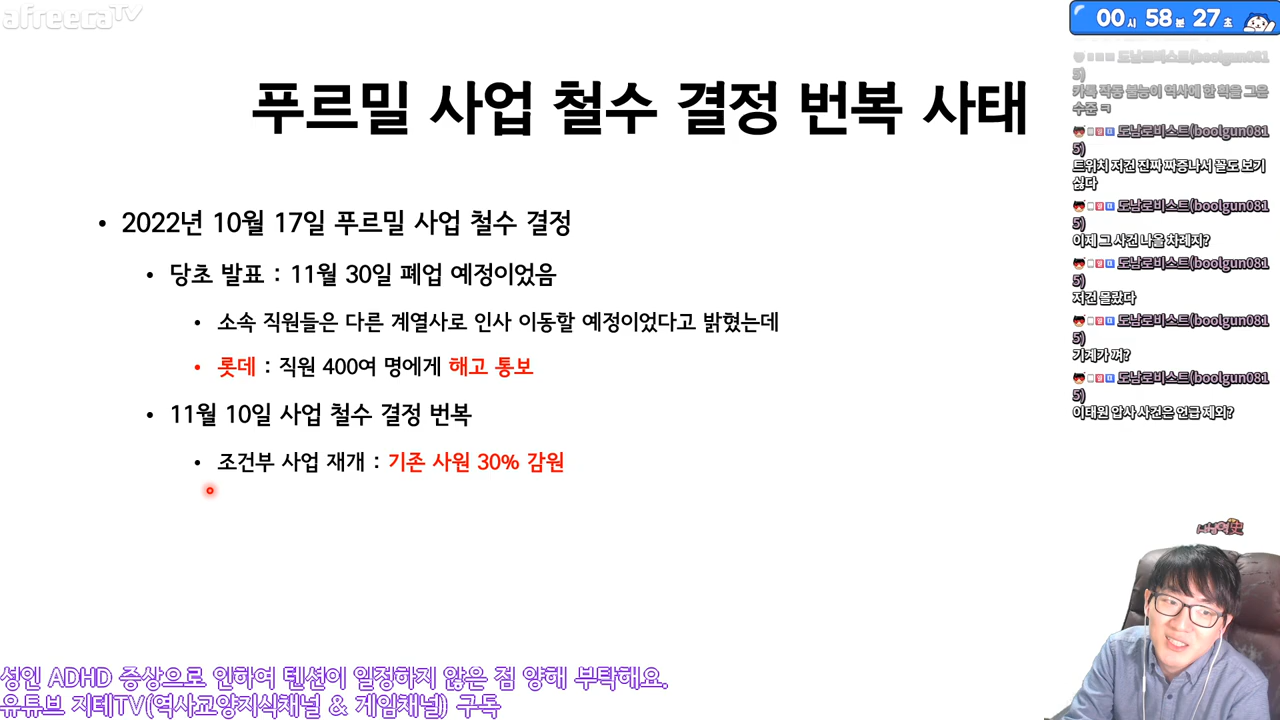 afreecaTV
00시 58분 27초
푸르밀 사업 철수 결정 번복 사태
• 2022년 10월 17일 푸르밀 사업 철수 결정
• 당초 발표 : 11월 30일 폐업 예정이었음
• 소속 직원들은 다른 계열사로 인사 이동할 예정이었다고 밝혔는데
• 롯데 : 직원 400여 명에게 해고 통보
• 11월 10일 사업 철수 결정 번복
• 조건부 사업 재개 : 기존 사원 30% 감원
도남로비스트(boolgun081
5)
카톡 작동 불능이 역사에 한 획을 그은
수준 ㅋ
도남로비스트(boolgun081
5)
트위치 저건 진짜 짜증나서 꼴도 보기
싫다
도남로비스트(boolgun081
5)
이제 그 사건 나올 차례지?
도남로비스트(boolgun081
5)
저건 몰랐다
도남로비스트(boolgun081
5)
기계가 껴?
도남로비스트(boolgun081
5)
이태원 압사 사건은 언급 제외?
성인 ADHD 증상으로 인하여 텐션이 일정하지 않은 점 양해 부탁해요.
유튜브 지테TV(역사교양지식채널 & 게임채널) 구독